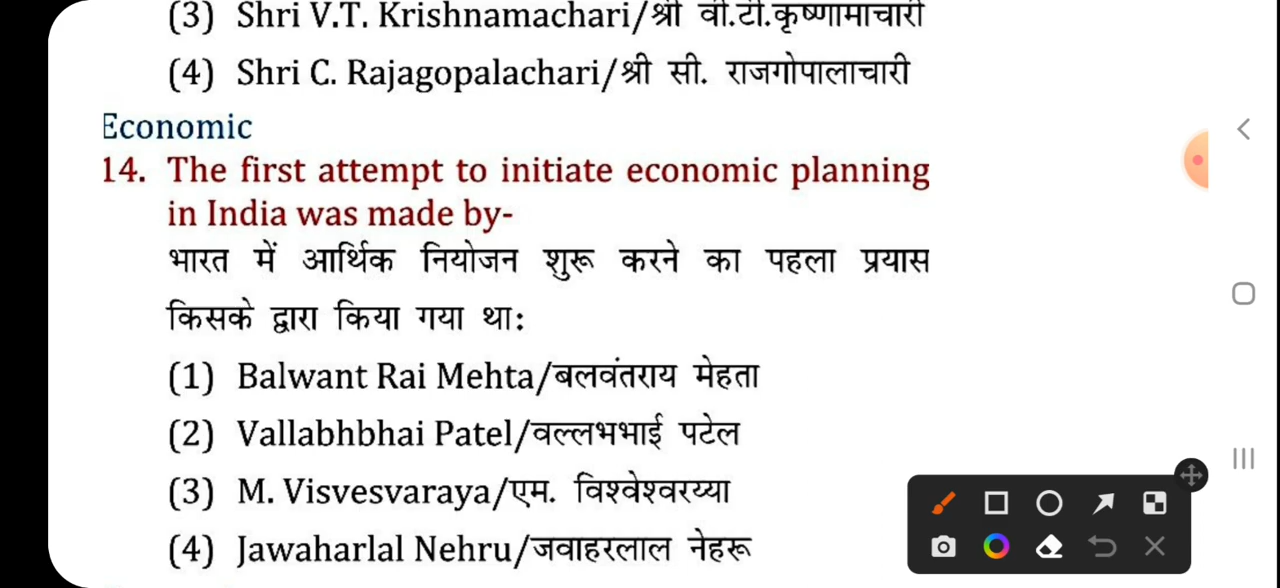 (3) Shri V.T. Krishnamachari/श्री वी.टी.कृष्णामाचारी
(4) Shri C. Rajagopalachari/श्री सी. राजगोपालाचारी
Economic
14. The first attempt to initiate economic planning
in India was made by-
भारत में आर्थिक नियोजन शुरू करने का पहला प्रयास
किसके द्वारा किया गया था:
(1) Balwant Rai Mehta/बलवंतराय मेहता
(2) Vallabhbhai Patel/वल्लभभाई पटेल
(3) M. Visvesvaraya/एम. विश्वेश्वरय्या
(4) Jawaharlal Nehru/जवाहरलाल नेहरू